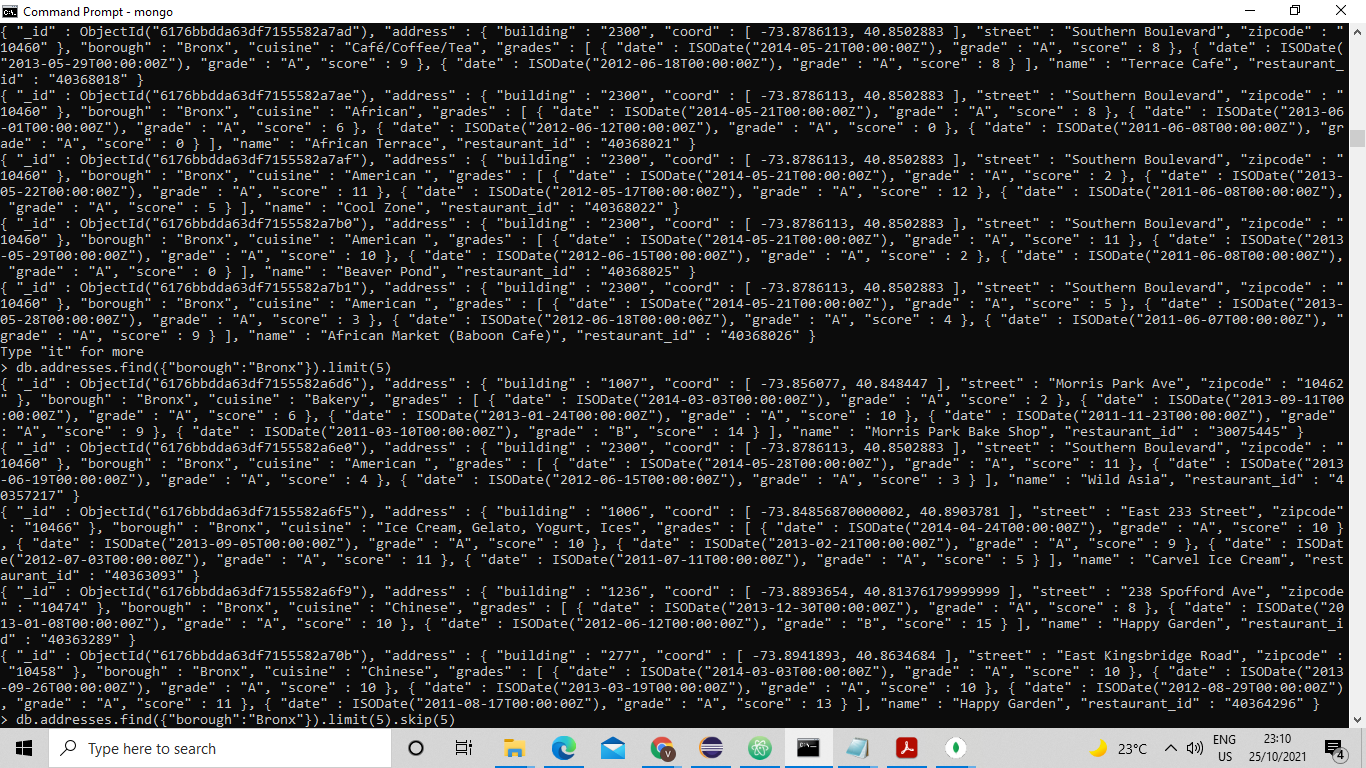 Command Prompt - mongo
{ "_id" : ObjectId("6176bbdda63df7155582a7ad"), "address" : { "building" : "2300", "coord" : [ -73.8786113, 40.8502883 ], "street" : "Southern Boulevard", "zipcode" : "
10460" }, "borough" : "Bronx", "cuisine" : "Café/Coffee/Tea", "grades" : [ { "date" : ISODate("2014-05-21T00:00:00Z"), "grade" : "A", "score" : 8 }, { "date" : ISODate(
"2013-05-29T00:00:00Z"), "grade" : "A", "score" : 9 }, { "date" : ISODate("2012-06-18T00:00:00Z"), "grade" : "A", "score" : 8 } ], "name" : "Terrace Cafe", "restaurant_
id" : "40368018" }
{ "_id" : ObjectId("6176bbdda63df7155582a7ae"), "address" : { "building" : "2300", "coord" : [ -73.8786113, 40.8502883 ], "street" : "Southern Boulevard", "zipcode" : "
10460" }, "borough" : "Bronx", "cuisine" : "African", "grades" : [ { "date" : ISODate("2014-05-21T00:00:00Z"), "grade" : "A", "score" : 8 }, { "date" : ISODate("2013-06
-01T00:00:00Z"), "grade" : "A", "score" : 6 }, { "date" : ISODate("2012-06-12T00:00:00Z"), "grade" : "A", "score" : 0 }, { "date" : ISODate("2011-06-08T00:00:00Z"), "gr
ade" : "A", "score" : 0 } ], "name" : "African Terrace", "restaurant_id" : "40368021" }
{ "_id" : ObjectId("6176bbdda63df7155582a7af"), "address" : { "building" : "2300", "coord" : [ -73.8786113, 40.8502883 ], "street" : "Southern Boulevard", "zipcode" : "
10460" }, "borough" : "Bronx", "cuisine" : "American ", "grades" : [ { "date" : ISODate("2014-05-21T00:00:00Z"), "grade" : "A", "score" : 2 }, { "date" : ISODate("2013-
05-22T00:00:00Z"), "grade" : "A", "score" : 11 }, { "date" : ISODate("2012-05-17T00:00:00Z"), "grade" : "A", "score" : 12 }, { "date" : ISODate("2011-06-08T00:00:00Z"),
 "grade" : "A", "score" : 5 } ], "name" : "Cool Zone", "restaurant_id" : "40368022" }
{ "_id" : ObjectId("6176bbdda63df7155582a7b0"), "address" : { "building" : "2300", "coord" : [ -73.8786113, 40.8502883 ], "street" : "Southern Boulevard", "zipcode" : "
10460" }, "borough" : "Bronx", "cuisine" : "American ", "grades" : [ { "date" : ISODate("2014-05-21T00:00:00Z"), "grade" : "A", "score" : 11 }, { "date" : ISODate("2013
-05-29T00:00:00Z"), "grade" : "A", "score" : 10 }, { "date" : ISODate("2012-06-15T00:00:00Z"), "grade" : "A", "score" : 2 }, { "date" : ISODate("2011-06-08T00:00:00Z"),
 "grade" : "A", "score" : 0 } ], "name" : "Beaver Pond", "restaurant_id" : "40368025" }
{ "_id" : ObjectId("6176bbdda63df7155582a7b1"), "address" : { "building" : "2300", "coord" : [ -73.8786113, 40.8502883 ], "street" : "Southern Boulevard", "zipcode" : "
10460" }, "borough" : "Bronx", "cuisine" : "American ", "grades" : [ { "date" : ISODate("2014-05-21T00:00:00Z"), "grade" : "A", "score" : 5 }, { "date" : ISODate("2013-
05-28T00:00:00Z"), "grade" : "A", "score" : 3 }, { "date" : ISODate("2012-06-18T00:00:00Z"), "grade" : "A", "score" : 4 }, { "date" : ISODate("2011-06-07T00:00:00Z"), "
grade" : "A", "score" : 9 } ], "name" : "African Market (Baboon Cafe)", "restaurant_id" : "40368026" }
Type "it" for more
> db.addresses.find({"borough":"Bronx"}).limit(5)
{ "_id" : ObjectId("6176bbdda63df7155582a6d6"), "address" : { "building" : "1007", "coord" : [ -73.856077, 40.848447 ], "street" : "Morris Park Ave", "zipcode" : "10462
" }, "borough" : "Bronx", "cuisine" : "Bakery", "grades" : [ { "date" : ISODate("2014-03-03T00:00:00Z"), "grade" : "A", "score" : 2 }, { "date" : ISODate("2013-09-11T00
:00:00Z"), "grade" : "A", "score" : 6 }, { "date" : ISODate("2013-01-24T00:00:00Z"), "grade" : "A", "score" : 10 }, { "date" : ISODate("2011-11-23T00:00:00Z"), "grade"
: "A", "score" : 9 }, { "date" : ISODate("2011-03-10T00:00:00Z"), "grade" : "B", "score" : 14 } ], "name" : "Morris Park Bake Shop", "restaurant_id" : "30075445" }
{ "_id" : ObjectId("6176bbdda63df7155582a6e0"), "address" : { "building" : "2300", "coord" : [ -73.8786113, 40.8502883 ], "street" : "Southern Boulevard", "zipcode" : "
10460" }, "borough" : "Bronx", "cuisine" : "American ", "grades" : [ { "date" : ISODate("2014-05-28T00:00:00Z"), "grade" : "A", "score" : 11 }, { "date" : ISODate("2013
-06-19T00:00:00Z"), "grade" : "A", "score" : 4 }, { "date" : ISODate("2012-06-15T00:00:00Z"), "grade" : "A", "score" : 3 } ], "name" : "Wild Asia", "restaurant_id" : "4
0357217" }
{ "_id" : ObjectId("6176bbdda63df7155582a6f5"), "address" : { "building" : "1006", "coord" : [ -73.84856870000002, 40.8903781 ], "street" : "East 233 Street", "zipcode"
 : "10466" }, "borough" : "Bronx", "cuisine" : "Ice Cream, Gelato, Yogurt, Ices", "grades" : [ { "date" : ISODate("2014-04-24T00:00:00Z"), "grade" : "A", "score" : 10 }
, { "date" : ISODate("2013-09-05T00:00:00Z"), "grade" : "A", "score" : 10 }, { "date" : ISODate("2013-02-21T00:00:00Z"), "grade" : "A", "score" : 9 }, { "date" : ISODat
e("2012-07-03T00:00:00Z"), "grade" : "A", "score" : 11 }, { "date" : ISODate("2011-07-11T00:00:00Z"), "grade" : "A", "score" : 5 } ], "name" : "Carvel Ice Cream", "rest
aurant_id" : "40363093" }
{ "_id" : ObjectId("6176bbdda63df7155582a6f9"), "address" : { "building" : "1236", "coord" : [ -73.8893654, 40.81376179999999 ], "street" : "238 Spofford Ave", "zipcode
" : "10474" }, "borough" : "Bronx", "cuisine" : "Chinese", "grades" : [ { "date" : ISODate("2013-12-30T00:00:00Z"), "grade" : "A", "score" : 8 }, { "date" : ISODate("20
13-01-08T00:00:00Z"), "grade" : "A", "score" : 10 }, { "date" : ISODate("2012-06-12T00:00:00Z"), "grade" : "B", "score" : 15 } ], "name" : "Happy Garden", "restaurant_i
d" : "40363289" }
{ "_id" : ObjectId("6176bbdda63df7155582a70b"), "address" : { "building" : "277", "coord" : [ -73.8941893, 40.8634684 ], "street" : "East Kingsbridge Road", "zipcode" :
 "10458" }, "borough" : "Bronx", "cuisine" : "Chinese", "grades" : [ { "date" : ISODate("2014-03-03T00:00:00Z"), "grade" : "A", "score" : 10 }, { "date" : ISODate("2013
-09-26T00:00:00Z"), "grade" : "A", "score" : 10 }, { "date" : ISODate("2013-03-19T00:00:00Z"), "grade" : "A", "score" : 10 }, { "date" : ISODate("2012-08-29T00:00:00Z")
, "grade" : "A", "score" : 11 }, { "date" : ISODate("2011-08-17T00:00:00Z"), "grade" : "A", "score" : 13 } ], "name" : "Happy Garden", "restaurant_id" : "40364296" }
> db.addresses.find({"borough":"Bronx"}).limit(5).skip(5)
Type here to search
V
23°C
ENG
US
23:10
25/10/2021
4